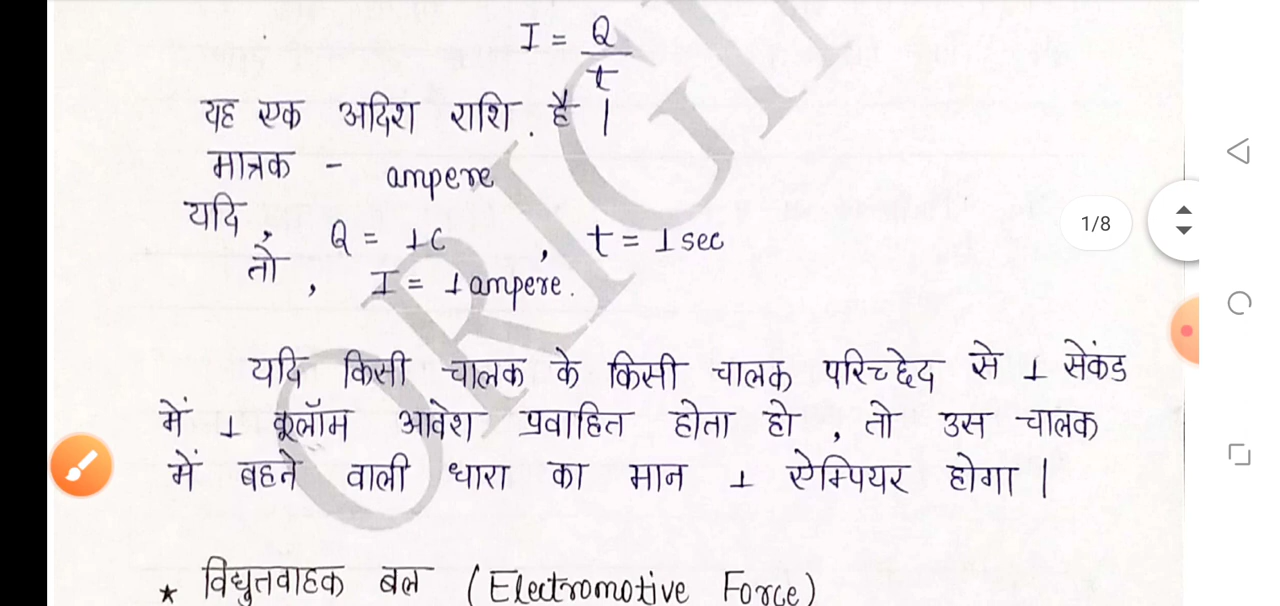 I = Q/t
यह एक अदिश राशि है |
मात्रक - ampere
यदि, Q = 1C , t = 1 sec
तो, I = 1 ampere.
यदि किसी चालक के किसी चालक परिच्छेद से 1 सेकंड
में 1 कूलॉम आवेश प्रवाहित होता हो , तो उस चालक
में बहने वाली धारा का मान 1 ऐम्पियर होगा |
* विद्युतवाहक बल (Electromotive Force)
1/8
ORIGI